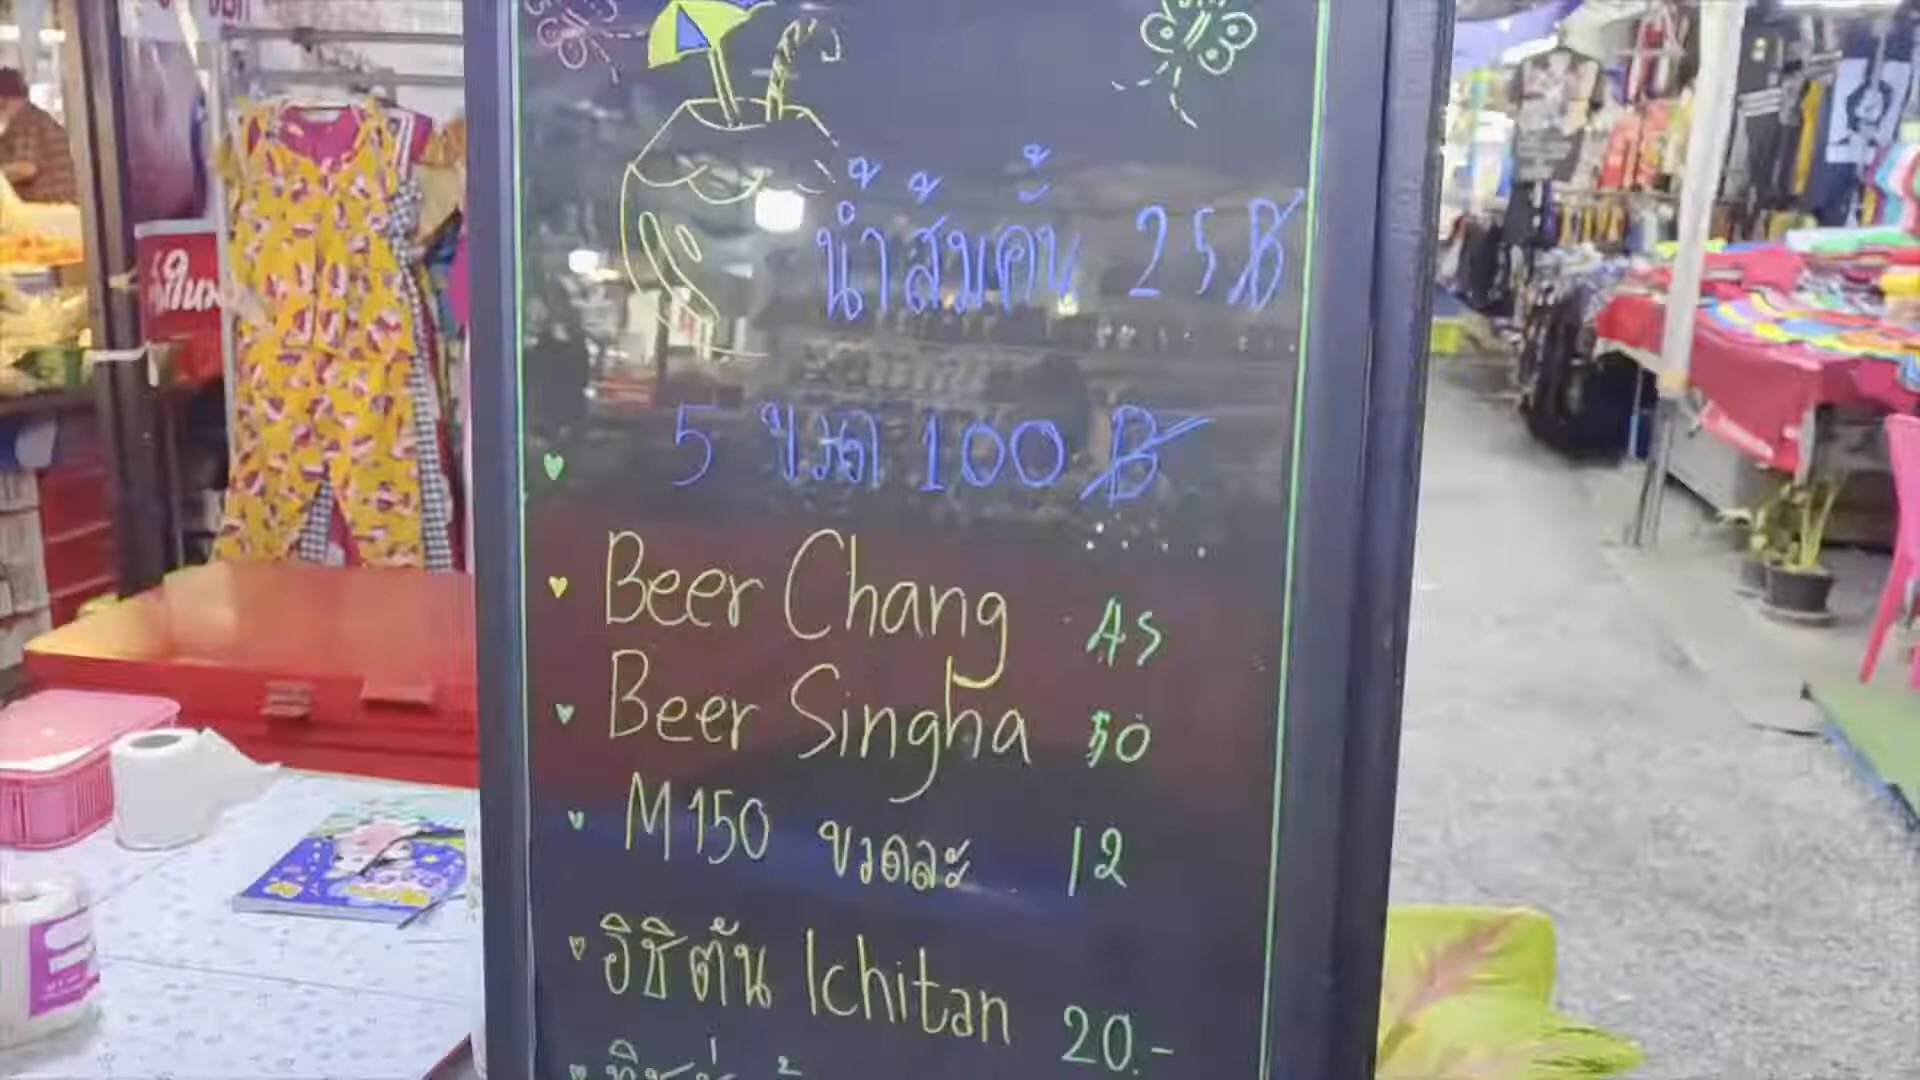 น้ำส้มคั้น 25฿
5 ขวด 100 ฿
Beer Chang 45
Beer Singha 50
M150 ขวดละ 12
อิชิตัน Ichitan 20.-